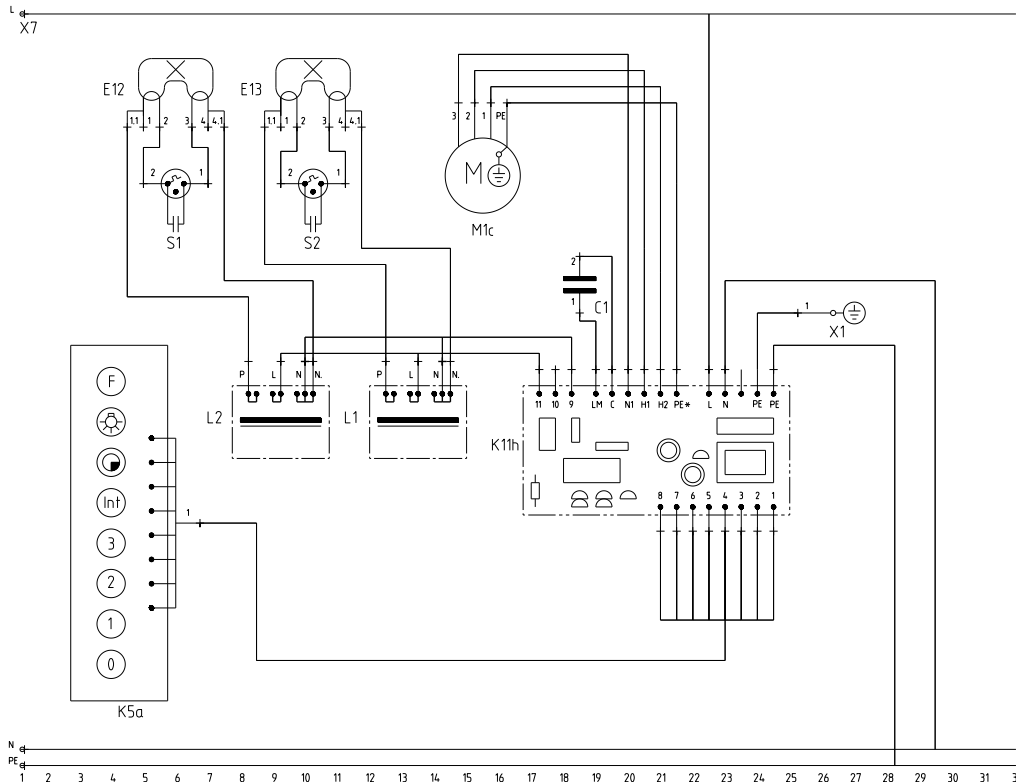 L
X7
E12
E13
1.1 1 2 3 4 4.1
1.1 1 2 3 4 4.1
3 2 1 PE
M
2 1
2 1
S1
S2
M1c
2
1
C1
1
X1
P L N N.
P L N N.
11 10 9 LM C N1 H1 H2 PE* L N PE PE
L2
L1
K11h
F
Int
3
2
1
0
1
8 7 6 5 4 3 2 1
K5a
N
PE
1 2 3 4 5 6 7 8 9 10 11 12 13 14 15 16 17 18 19 20 21 22 23 24 25 26 27 28 29 30 31